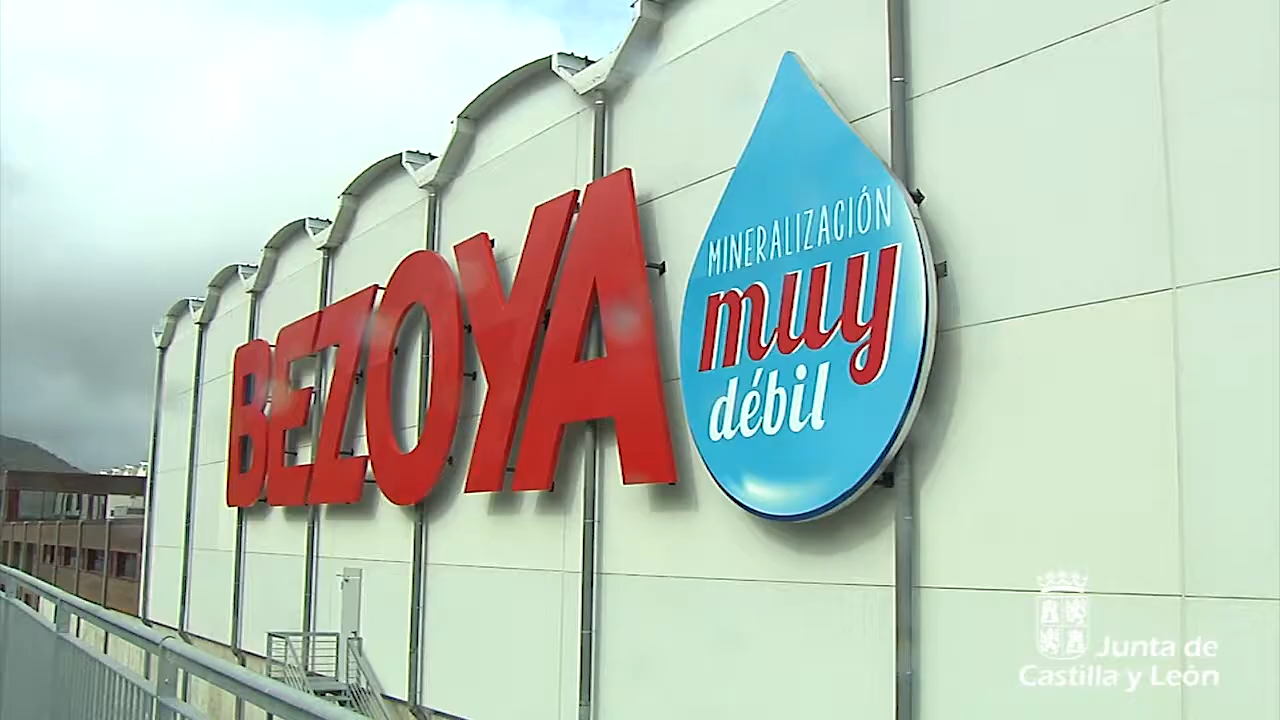 BEZOYA
MINERALIZACIÓN
muy
débil
Junta de
Castilla y León